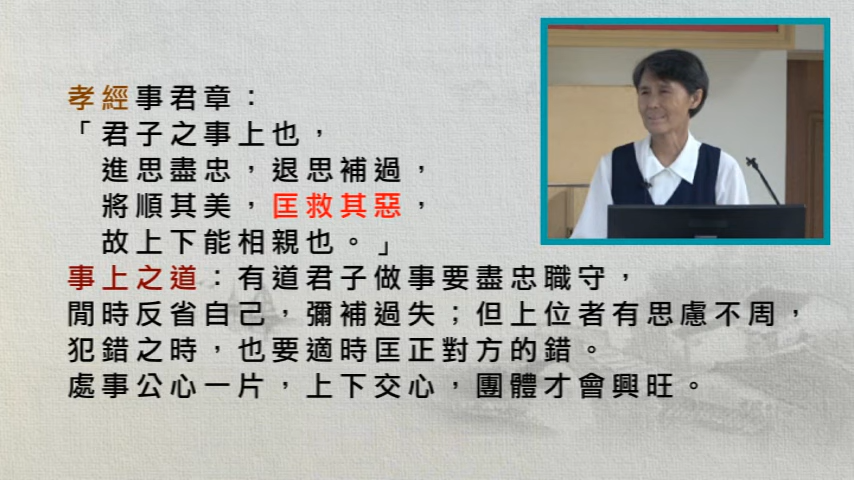 孝經事君章：
「君子之事上也，
進思盡忠，退思補過，
將順其美，匡救其惡，
故上下能相親也。」
事上之道：有道君子做事要盡忠職守，
閒時反省自己，彌補過失；但上位者有思慮不周，
犯錯之時，也要適時匡正對方的錯。
處事公心一片，上下交心，團體才會興旺。